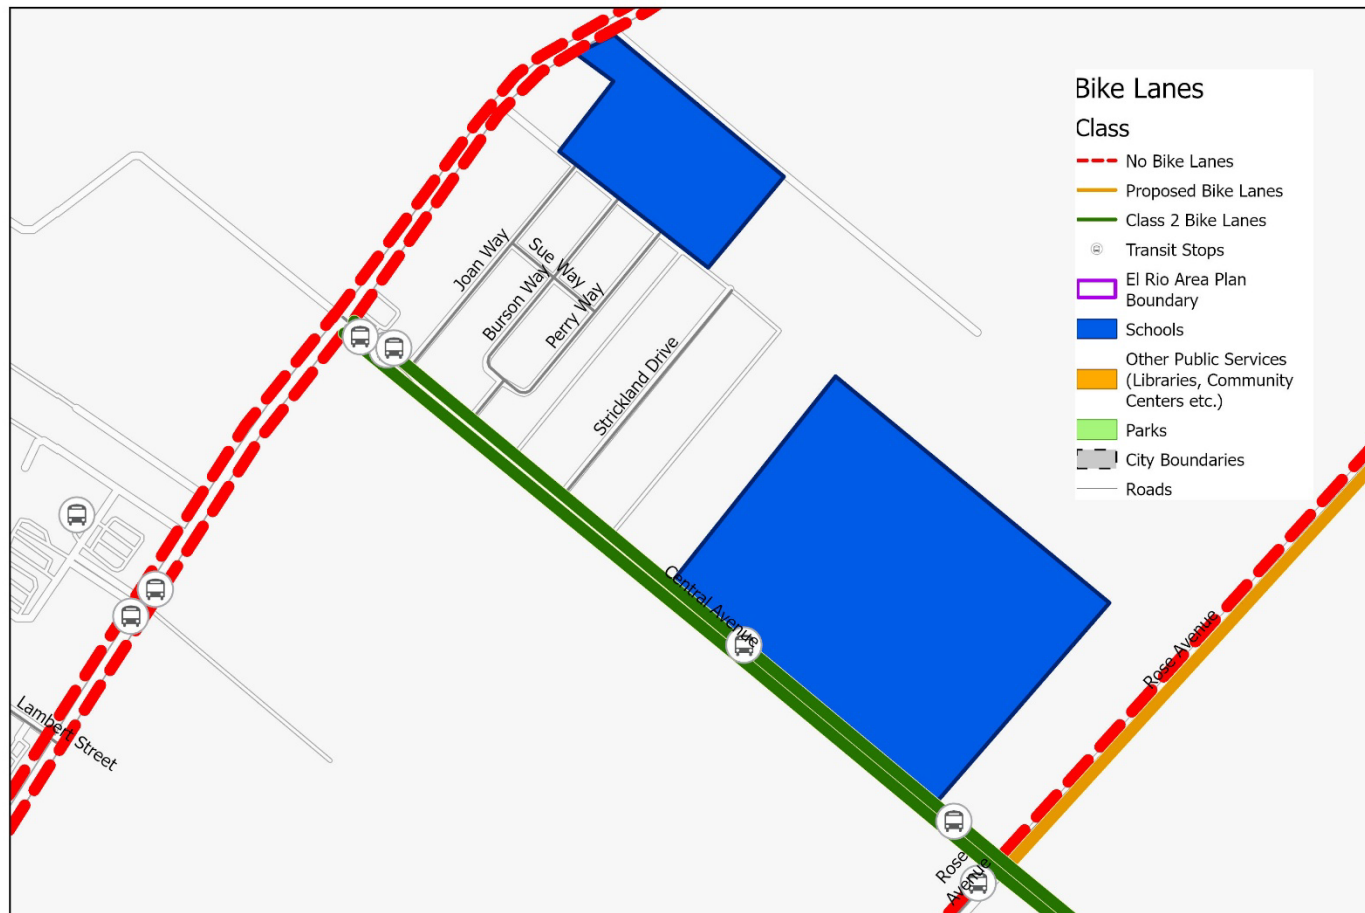 Bike Lanes
Class
No Bike Lanes
Proposed Bike Lanes
Class 2 Bike Lanes
Transit Stops
El Rio Area Plan
Boundary
Schools
Other Public Services
(Libraries, Community
Centers etc.)
Parks
City Boundaries
Roads
Joan Way
Sue Way
Burson Way
Perry Way
Strickland Drive
Central Avenue
Rose Avenue
Lambert Street
Rose
Avenue